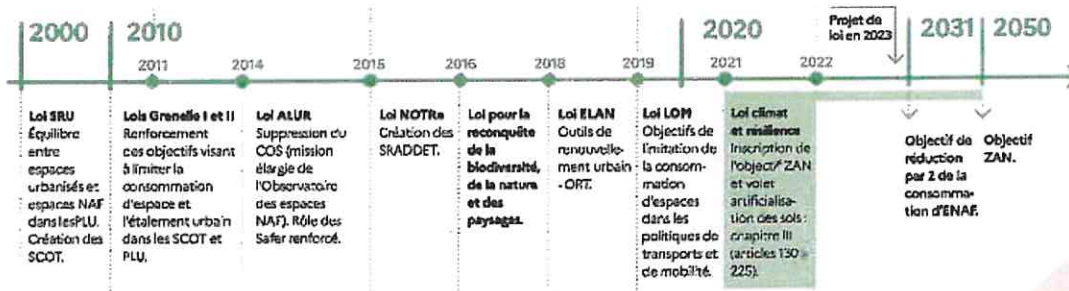 2000
2010
2020
Projet de
loi en 2023
2031
2050
2011
2014
2015
2016
2018
2019
2021
2022
Loi SRU
Équilibre
entre
espaces
urbanisés et
espaces NAF
dans les PLU.
Création des
SCOT.
Lois Grenelle I et II
Renforcement
des objectifs visant
à limiter la
consommation
d'espace et
l'étalement urbain
dans les SCOT et
PLU.
Loi ALUR
Suppression du
COS (mission
élargie de
l'Observatoire
des espaces
NAF). Rôle des
Safer renforcé.
Loi NOTRe
Création des
SRADDET.
Loi pour la
reconquête
de la
biodiversité,
de la nature
et des
paysages.
Loi ELAN
Outils de
renouvelle-
ment urbain
- ORT.
Loi LOM
Objectifs de
limitation de
la consom-
mation
d'espaces
dans les
politiques de
transports et
de mobilité.
Loi climat
et résilience
Inscription de
l'objectif ZAN
et volet
artificialisa-
tion des sols :
chapitre III
(articles 130 à
225).
Objectif de
réduction
par 2 de la
consomma-
tion d'ENAF.
Objectif
ZAN.